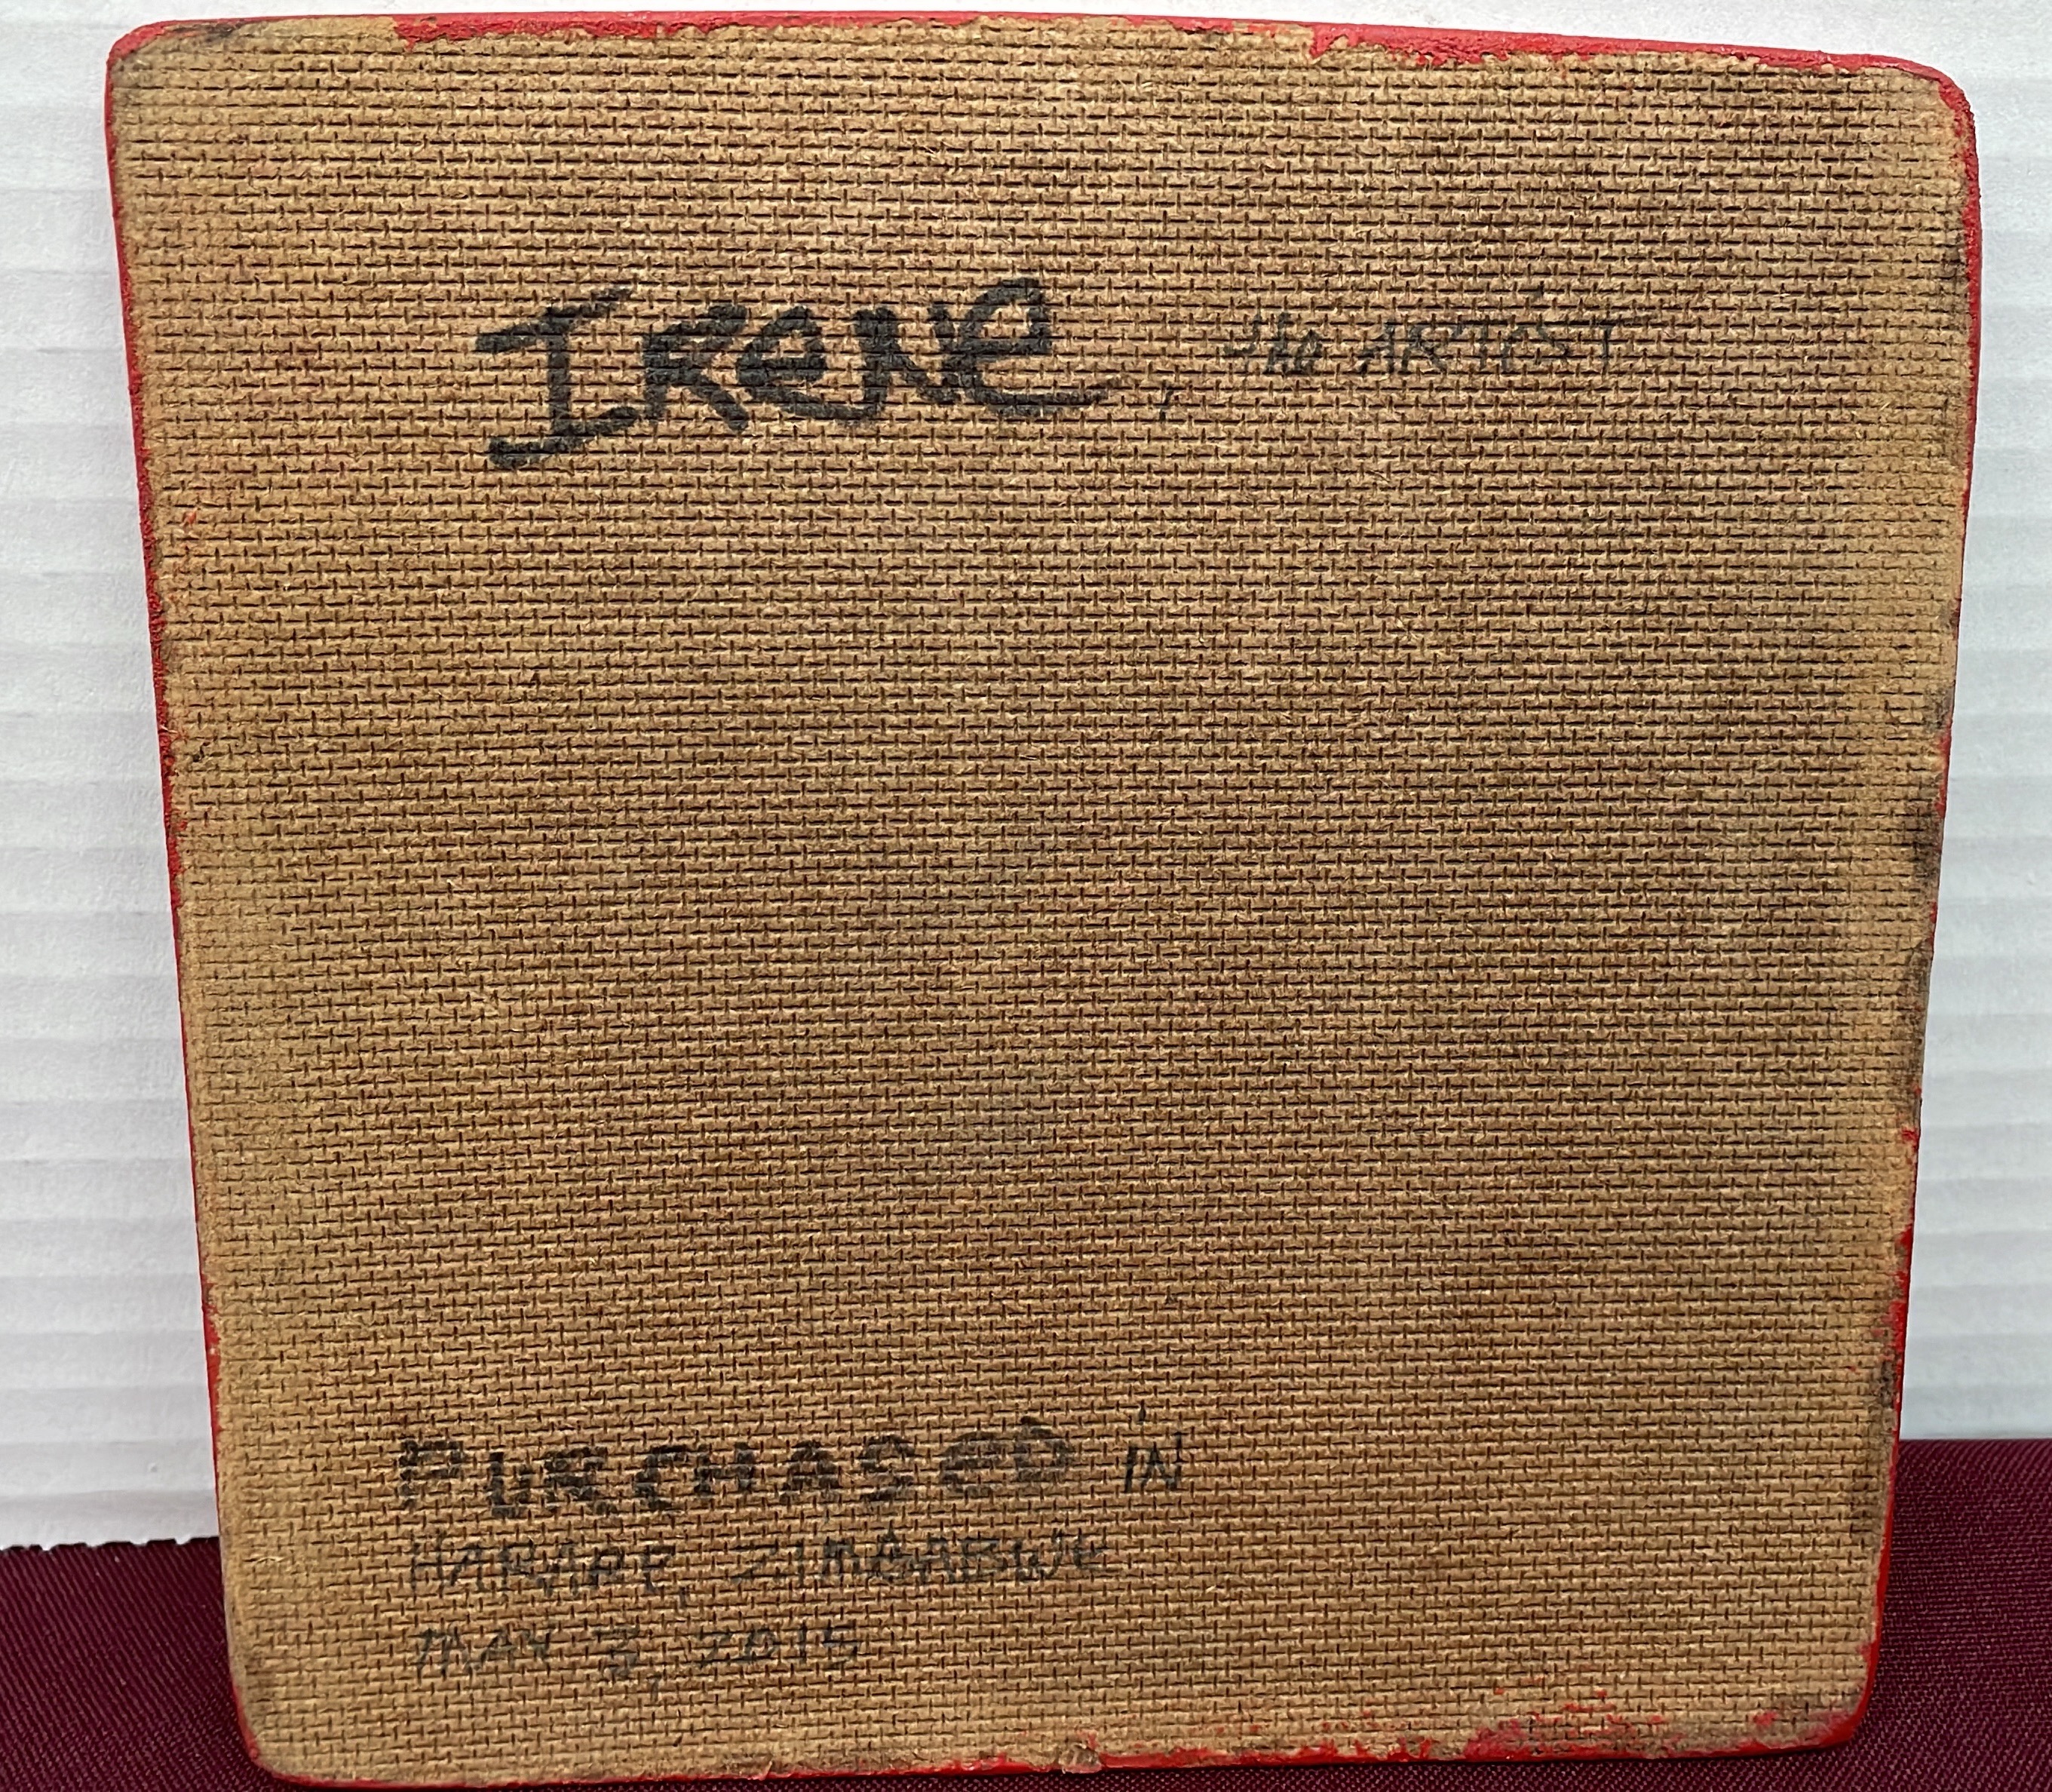 IReNe, the ARTIST
PURCHASED IN
HARARE, ZIMBABWE
MAY 3, 2015